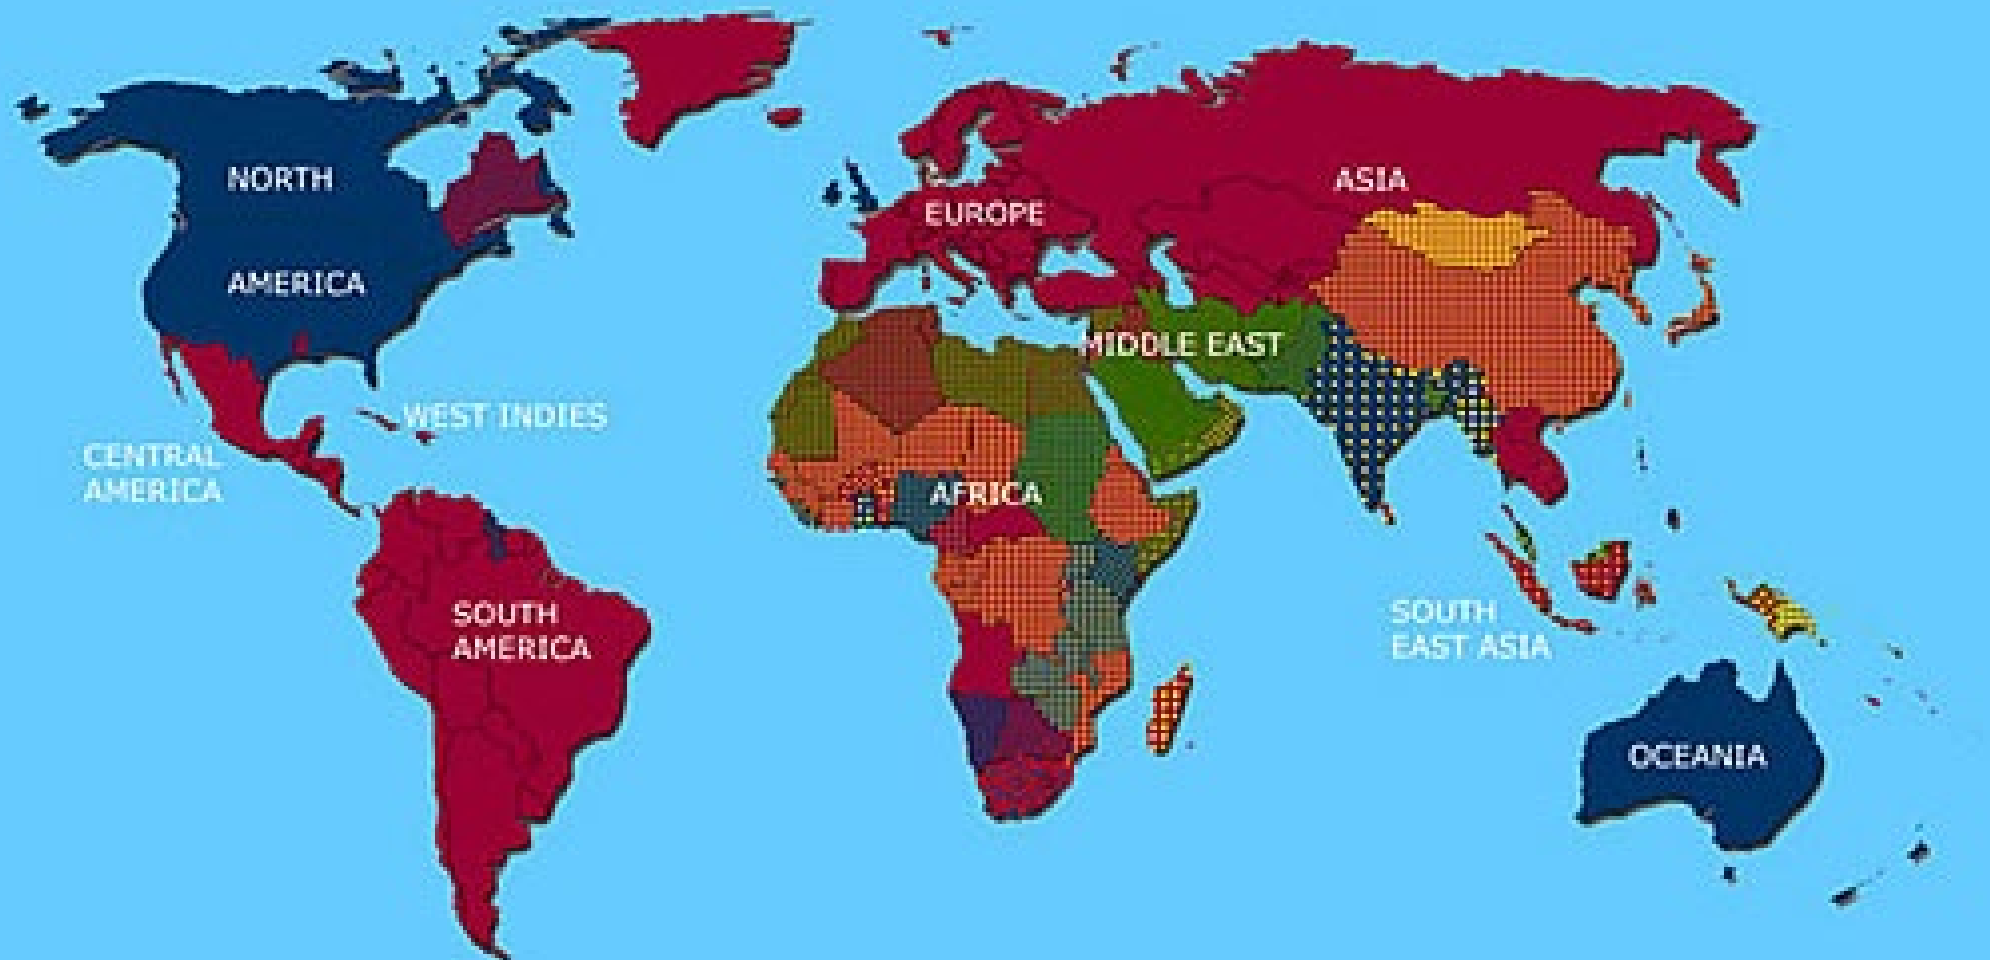 NORTH
AMERICA
WEST INDIES
CENTRAL
AMERICA
SOUTH
AMERICA
EUROPE
ASIA
MIDDLE EAST
AFRICA
SOUTH
EAST ASIA
OCEANIA